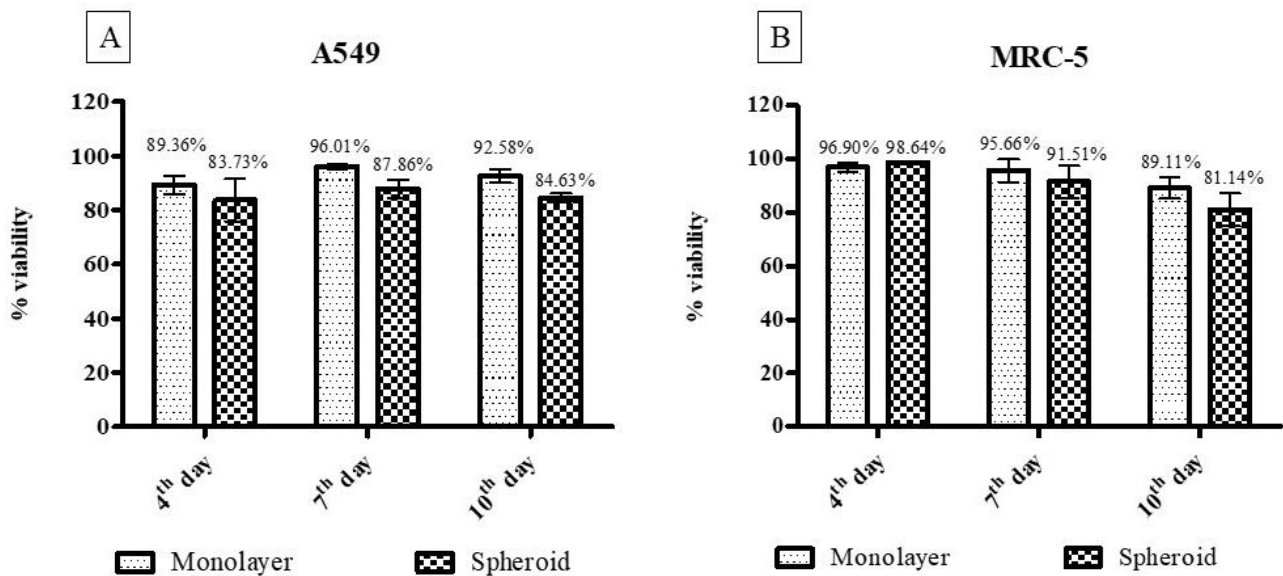 A
A549
% viability
120
100
80
60
40
20
0
89.36%
83.73%
96.01%
87.86%
92.58%
84.63%
4th day
7th day
10th day
Monolayer
Spheroid
B
MRC-5
% viability
120
100
80
60
40
20
0
96.90%
98.64%
95.66%
91.51%
89.11%
81.14%
4th day
7th day
10th day
Monolayer
Spheroid